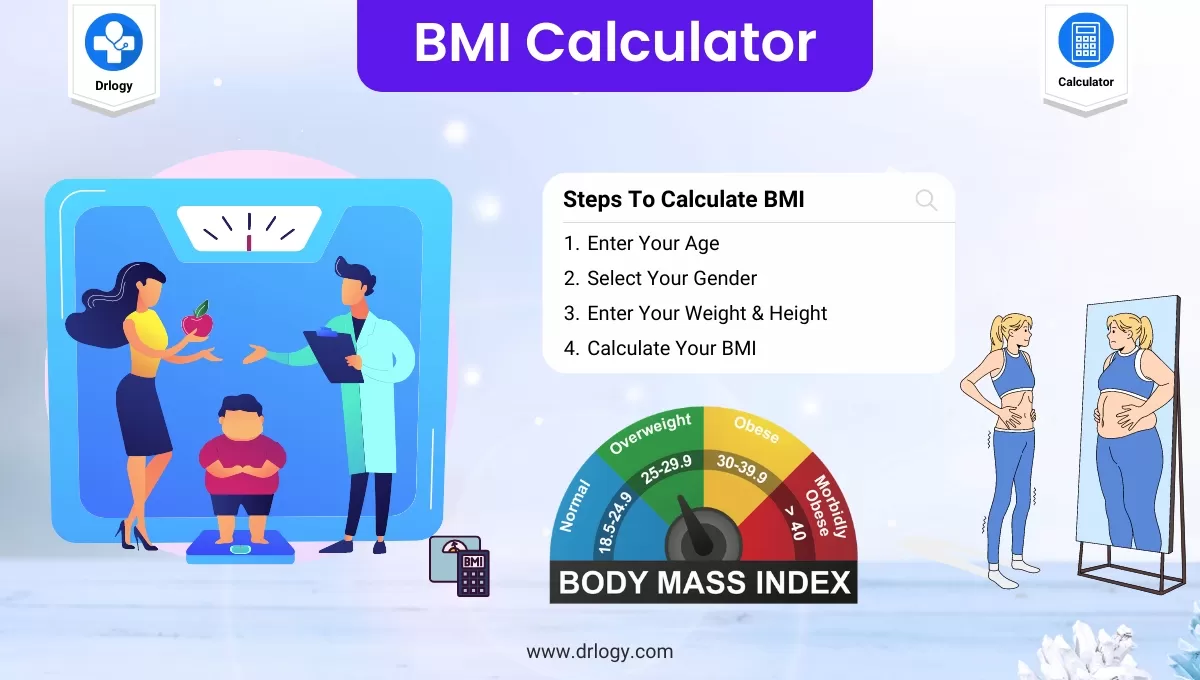 BMI Calculator
Drlogy
Calculator
Steps To Calculate BMI
1. Enter Your Age
2. Select Your Gender
3. Enter Your Weight & Height
4. Calculate Your BMI
Normal
18.5-24.9
Overweight
25-29.9
Obese
30-39.9
Morbidly
Obese
> 40
BMI
BODY MASS INDEX
www.drlogy.com